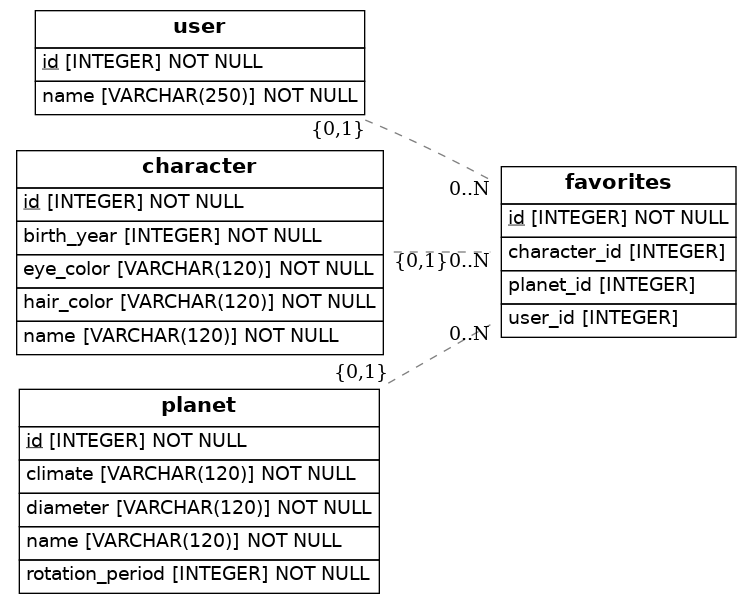 user
id [INTEGER] NOT NULL
name [VARCHAR(250)] NOT NULL
{0,1}
character
id [INTEGER] NOT NULL
birth_year [INTEGER] NOT NULL
eye_color [VARCHAR(120)] NOT NULL
hair_color [VARCHAR(120)] NOT NULL
name [VARCHAR(120)] NOT NULL
{0,1}
planet
id [INTEGER] NOT NULL
climate [VARCHAR(120)] NOT NULL
diameter [VARCHAR(120)] NOT NULL
name [VARCHAR(120)] NOT NULL
rotation_period [INTEGER] NOT NULL
{0,1}
0..N
0..N
0..N
favorites
id [INTEGER] NOT NULL
character_id [INTEGER]
planet_id [INTEGER]
user_id [INTEGER]